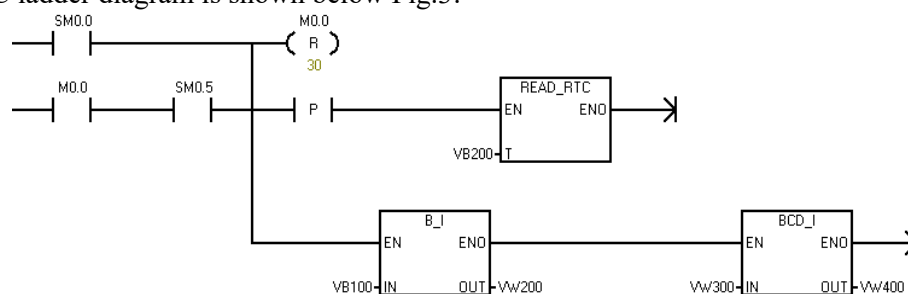 ladder diagram is shown below Fig.3:
SM0.0
M0.0
R
30
M0.0
SM0.5
P
READ_RTC
EN
ENO
VB200
T
B_I
EN
ENO
VB100
IN
OUT
VW200
BCD_I
EN
ENO
VW300
IN
OUT
VW400